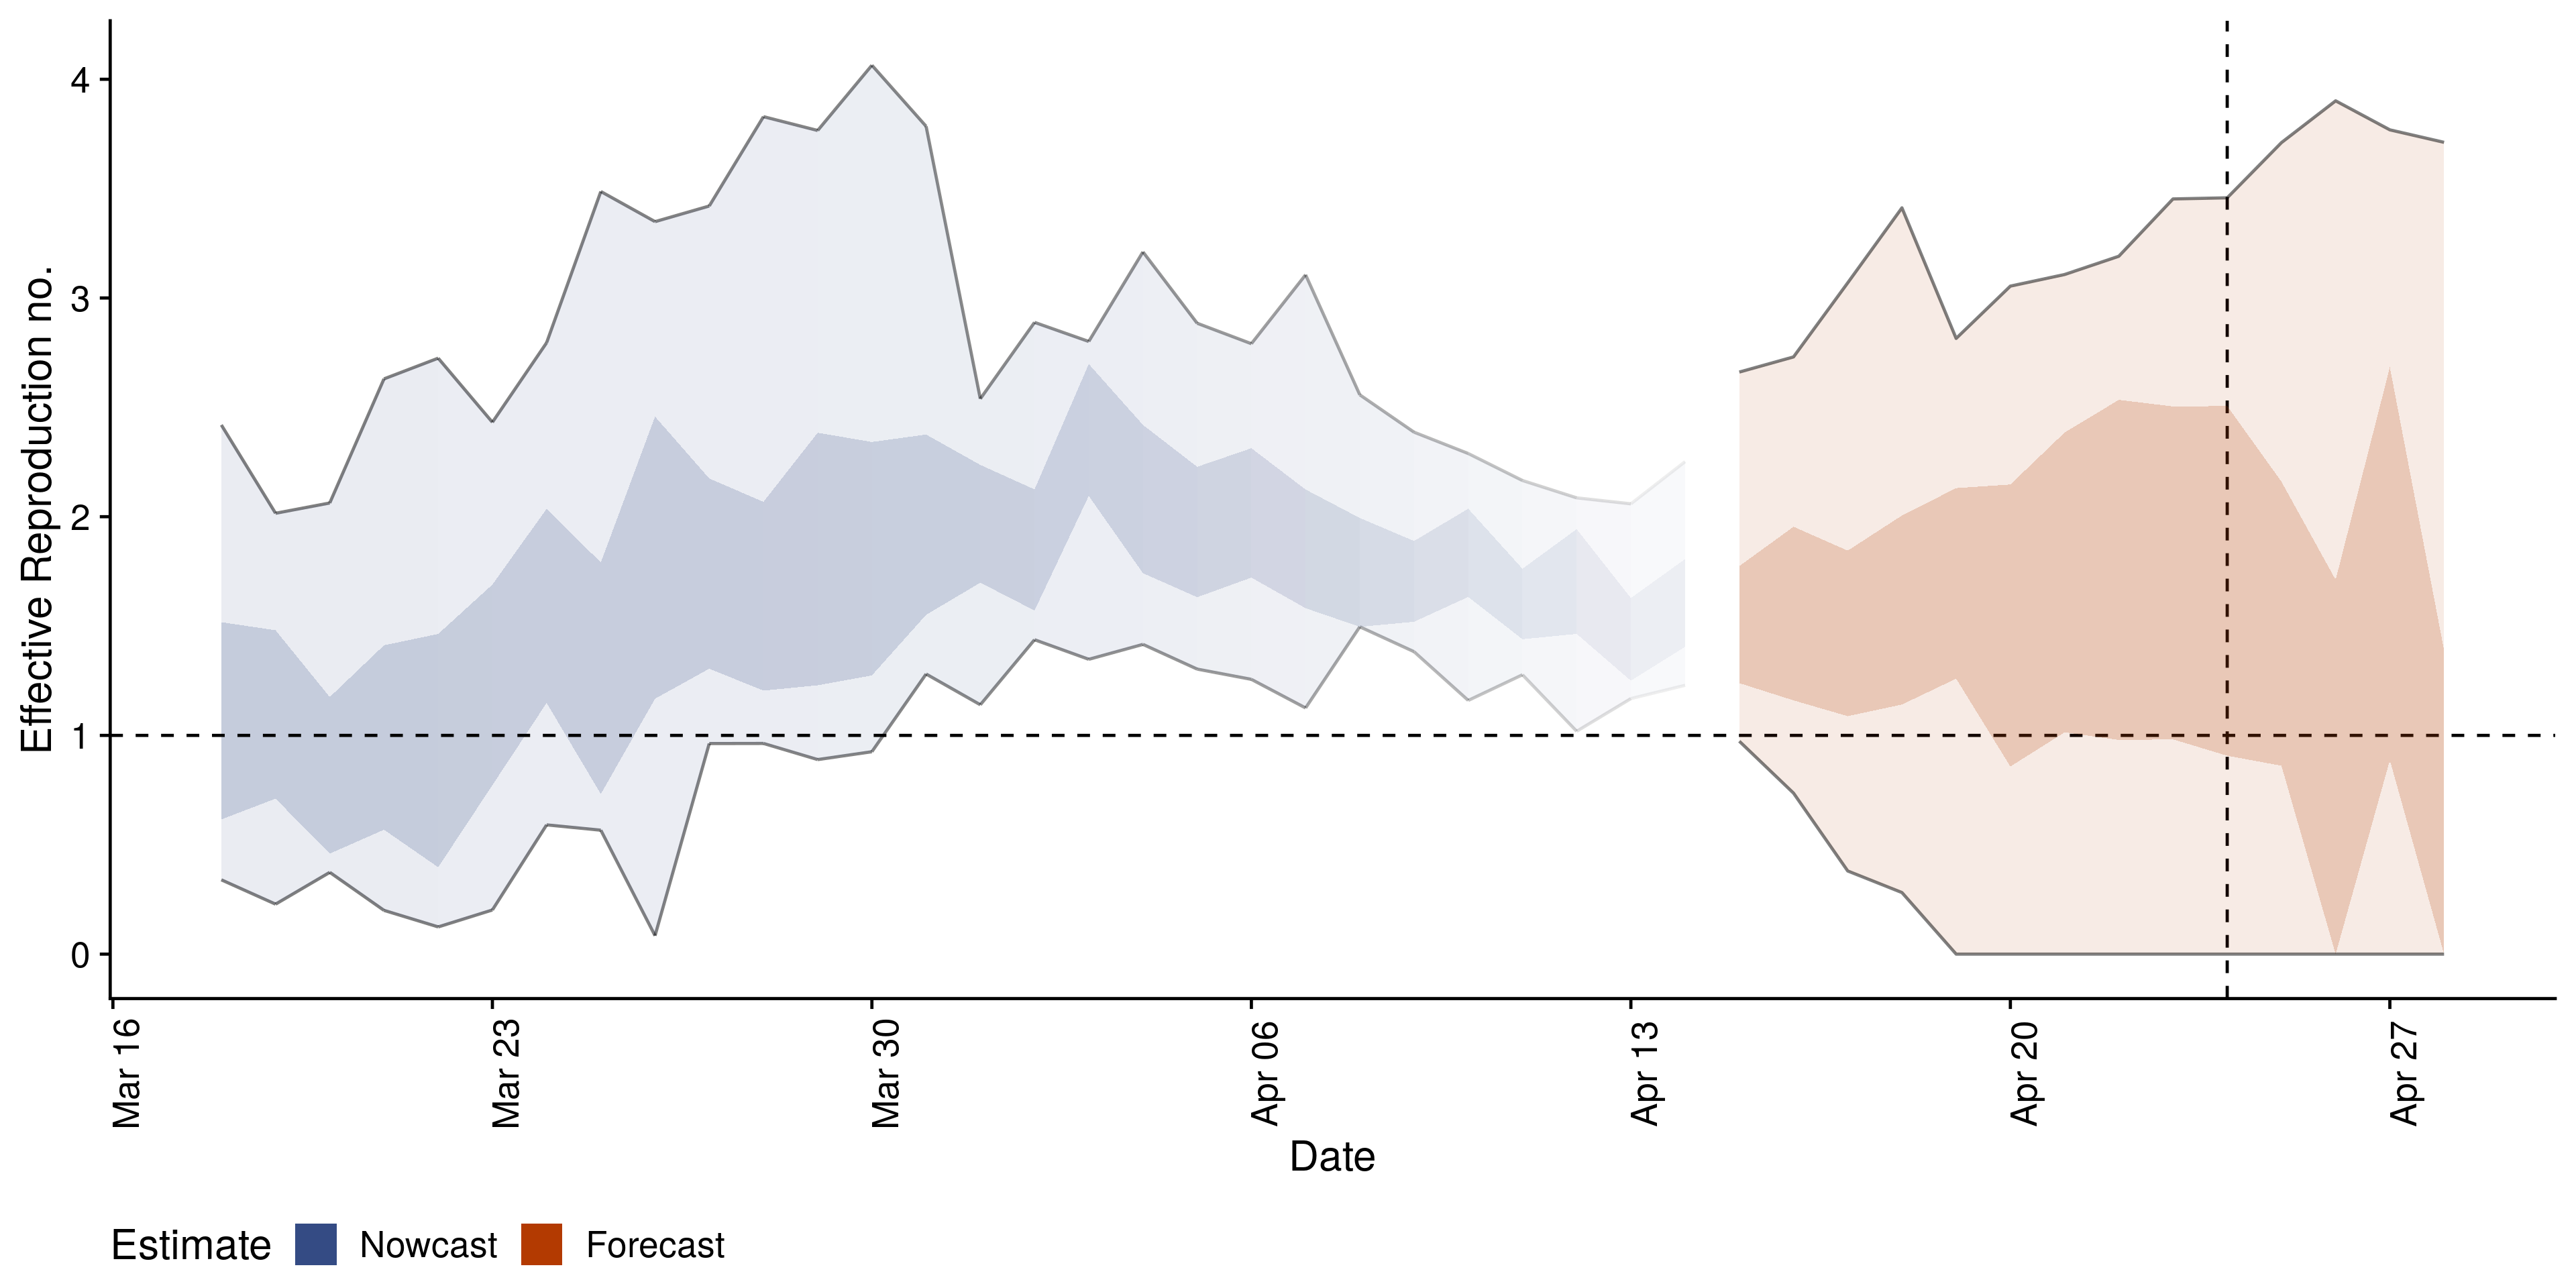 Effective Reproduction no.
4
3
2
1
0
Mar 16
Mar 23
Mar 30
Apr 06
Apr 13
Apr 20
Apr 27
Date
Estimate Nowcast Forecast